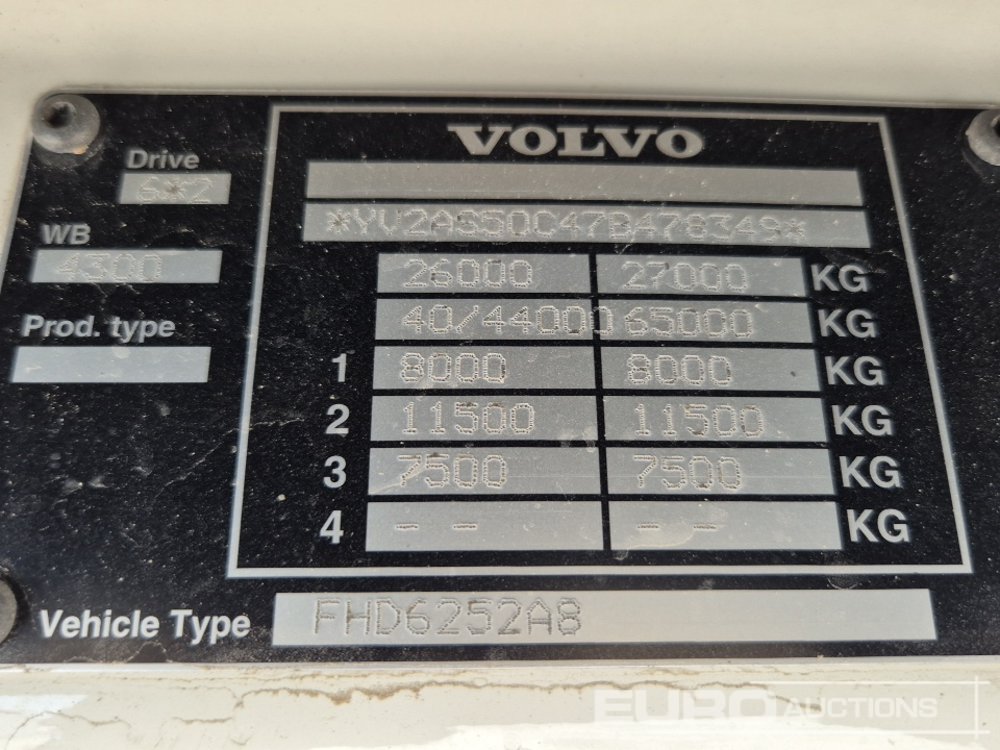 VOLVO
Drive
6*2
*YV2AS50C47B478349*
WB
4300
26000 27000 KG
Prod. type
40/44000 65000 KG
1 8000 8000 KG
2 11500 11500 KG
3 7500 7500 KG
4 -- -- KG
Vehicle Type FHD6252A8
EURO AUCTIONS